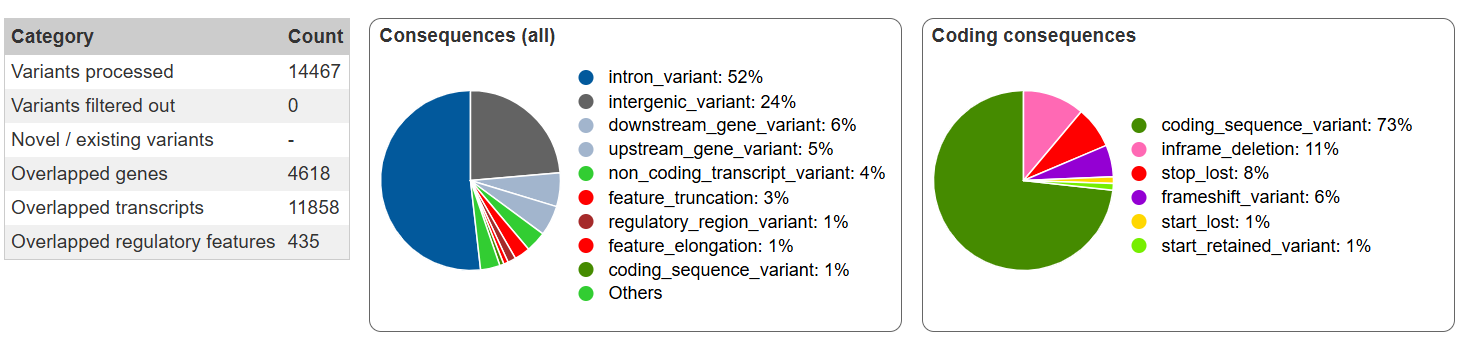 Category Count
Variants processed 14467
Variants filtered out 0
Novel / existing variants -
Overlapped genes 4618
Overlapped transcripts 11858
Overlapped regulatory features 435
Consequences (all)
intron_variant: 52%
intergenic_variant: 24%
downstream_gene_variant: 6%
upstream_gene_variant: 5%
non_coding_transcript_variant: 4%
feature_truncation: 3%
regulatory_region_variant: 1%
feature_elongation: 1%
coding_sequence_variant: 1%
Others
Coding consequences
coding_sequence_variant: 73%
inframe_deletion: 11%
stop_lost: 8%
frameshift_variant: 6%
start_lost: 1%
start_retained_variant: 1%